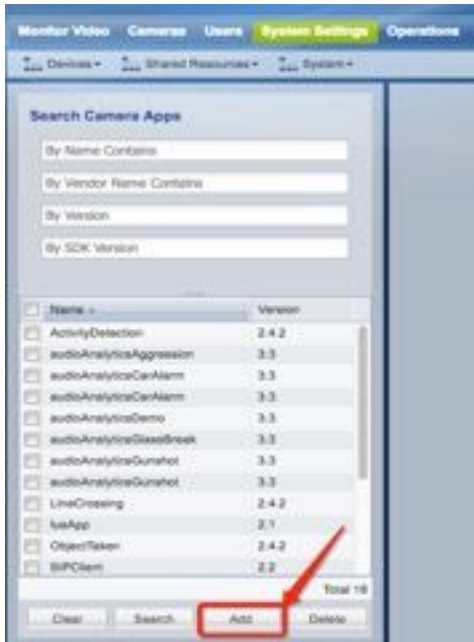 Monitor Video Cameras Users System Settings Operations
Devices Shared Resources System
Search Camera Apps
By Name Contains
By Vendor Name Contains
By Version
By SDK Version
Name Version
ActivityDetection 2.4.2
audioAnalyticsAggression 3.3
audioAnalyticsCarAlarm 3.3
audioAnalyticsCarAlarm 3.3
audioAnalyticsDemo 3.3
audioAnalyticsGlassBreak 3.3
audioAnalyticsGunshot 3.3
audioAnalyticsGunshot 3.3
LineCrossing 2.4.2
luaApp 2.1
ObjectTaken 2.4.2
SIPClient 2.2
Total
Clear Search Add Delete